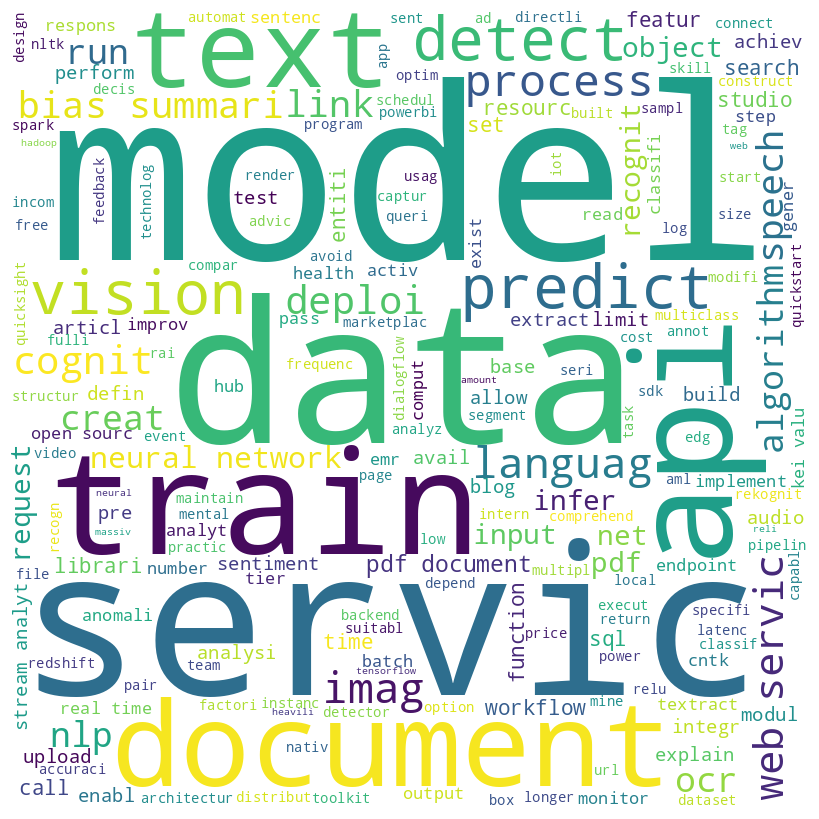 design
respons
nltk
automat
sentenc
text
sent
app
ad
directli
detect
featur
connect
run
perform
decis
optim
process
object
skill
achiev
search
bias summari
link
schedul
powerbi
resourc
built
construct
studio
spark
program
set
sampl
step
hadoop
model
tag
web
feedback
technolog
render
test
usag
captur
queri
entiti
iot
recognit
classifi
start
incom
free
advic
read
log
size
gener
speech
avoid
exist
compar
health
activ
quicksight
vision
deploi
predict
modifi
quickstart
pass
marketplac
extract
limit
multiclass
algorithm
articl
improv
fulli
data
cost
annot
cognit
rai
frequenc
dialogflow
comput
base
seri
api
structur
defin
hub
amount
sdk
build
creat
allow
segment
task
edg
kei valu
open sourc
event
analyz
video
neural network
emr
avail
languag
page
blog
aml
implement
rekognit
request
recogn
neural
massiv
pre
train
maintain
mental
analyt
practic
low
intern
infer
comprehend
audio
reli
input
net
pipelin
file
librari
number
sentiment
tier
pdf document
depend
multipl
pdf
local
endpoint
capabl
stream analyt
servic
anomali
backend
suitabl
time
function
execut
return
specifi
latenc
web servic
redshift
team
analysi
batch
tensorflow
price
sql
power
classif
cntk
pair
imag
mine
relu
real time
factori
instanc
detector
option
workflow
textract
integr
modul
heavili
document
nlp
nativ
url
explain
upload
accuraci
ocr
call
enabl
architectur
distribut
toolkit
output
box
longer
monitor
dataset